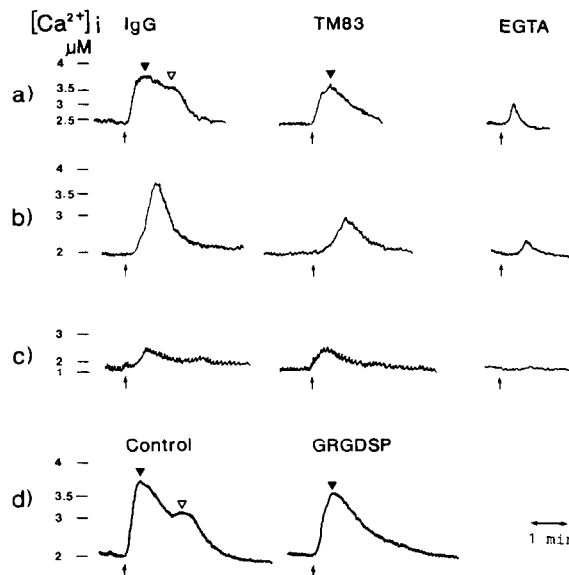 [Ca2+]i IgG TM83 EGTA
μM
a) 4
3.5
3
2.5
b) 4
3.5
3
2
c) 3
2
1
Control GRGDSP
d) 4
3.5
3
2
1 min